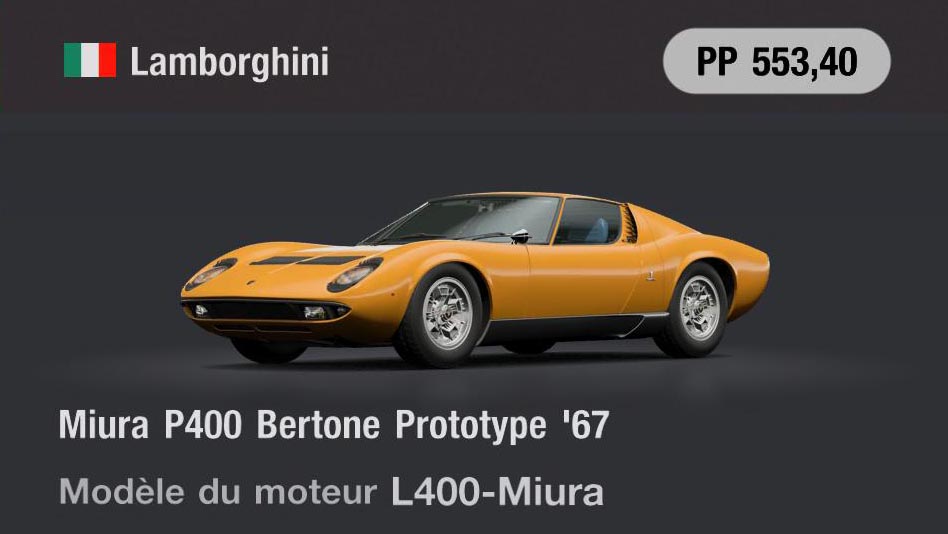 Lamborghini
PP 553,40
Miura P400 Bertone Prototype '67
Modèle du moteur L400-Miura